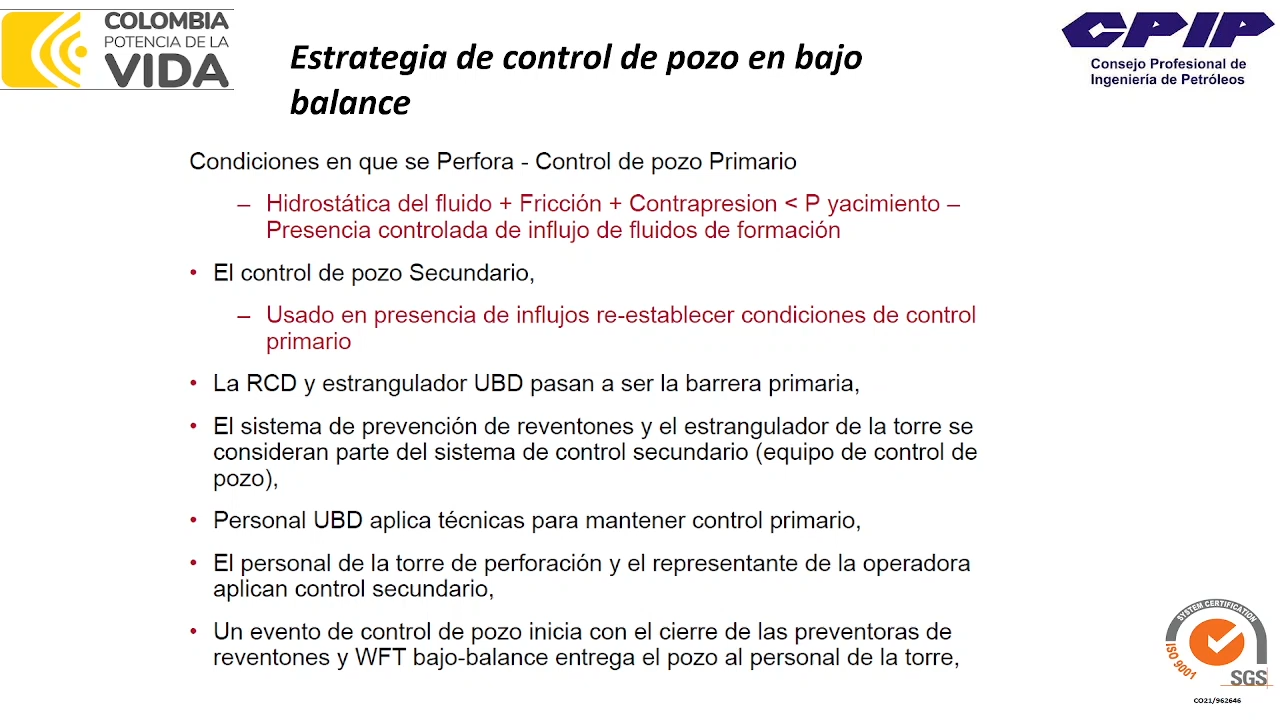 COLOMBIA
POTENCIA DE LA
VIDA
Estrategia de control de pozo en bajo
balance
CPIP
Consejo Profesional de
Ingeniería de Petróleos
Condiciones en que se Perfora - Control de pozo Primario
– Hidrostática del fluido + Fricción + Contrapresion < P yacimiento –
Presencia controlada de influjo de fluidos de formación
• El control de pozo Secundario,
– Usado en presencia de influjos re-establecer condiciones de control
primario
• La RCD y estrangulador UBD pasan a ser la barrera primaria,
• El sistema de prevención de reventones y el estrangulador de la torre se
consideran parte del sistema de control secundario (equipo de control de
pozo),
• Personal UBD aplica técnicas para mantener control primario,
• El personal de la torre de perforación y el representante de la operadora
aplican control secundario,
• Un evento de control de pozo inicia con el cierre de las preventoras de
reventones y WFT bajo-balance entrega el pozo al personal de la torre,
SYSTEM CERTIFICATION
ISO 9001
SGS
CO21/962646